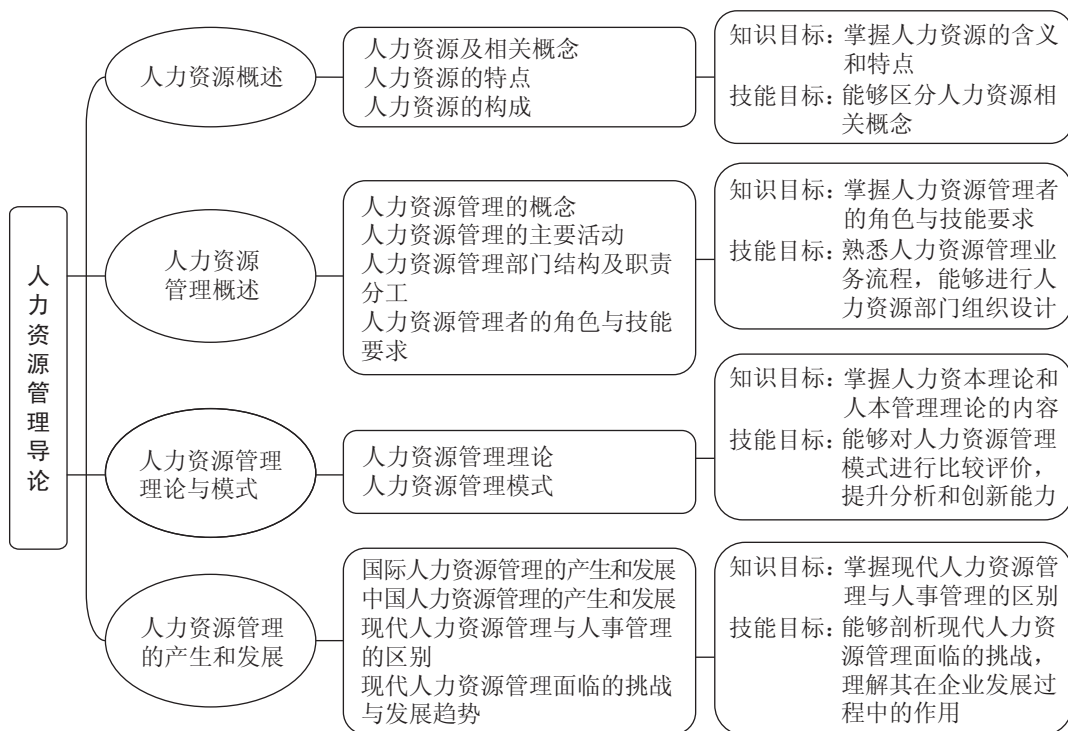 人力资源管理导论
人力资源概述
人力资源及相关概念
人力资源的特点
人力资源的构成
知识目标：掌握人力资源的含义
和特点
技能目标：能够区分人力资源相
关概念
人力资源
管理概述
人力资源管理的概念
人力资源管理的主要活动
人力资源管理部门结构及职责
分工
人力资源管理者的角色与技能
要求
知识目标：掌握人力资源管理者
的角色与技能要求
技能目标：熟悉人力资源管理业
务流程，能够进行人
力资源部门组织设计
人力资源管理
理论与模式
人力资源管理理论
人力资源管理模式
知识目标：掌握人力资本理论和
人本管理理论的内容
技能目标：能够对人力资源管理
模式进行比较评价，
提升分析和创新能力
人力资源管理
的产生和发展
国际人力资源管理的产生和发展
中国人力资源管理的产生和发展
现代人力资源管理与人事管理
的区别
现代人力资源管理面临的挑战
与发展趋势
知识目标：掌握现代人力资源管
理与人事管理的区别
技能目标：能够剖析现代人力资
源管理面临的挑战，
理解其在企业发展过
程中的作用